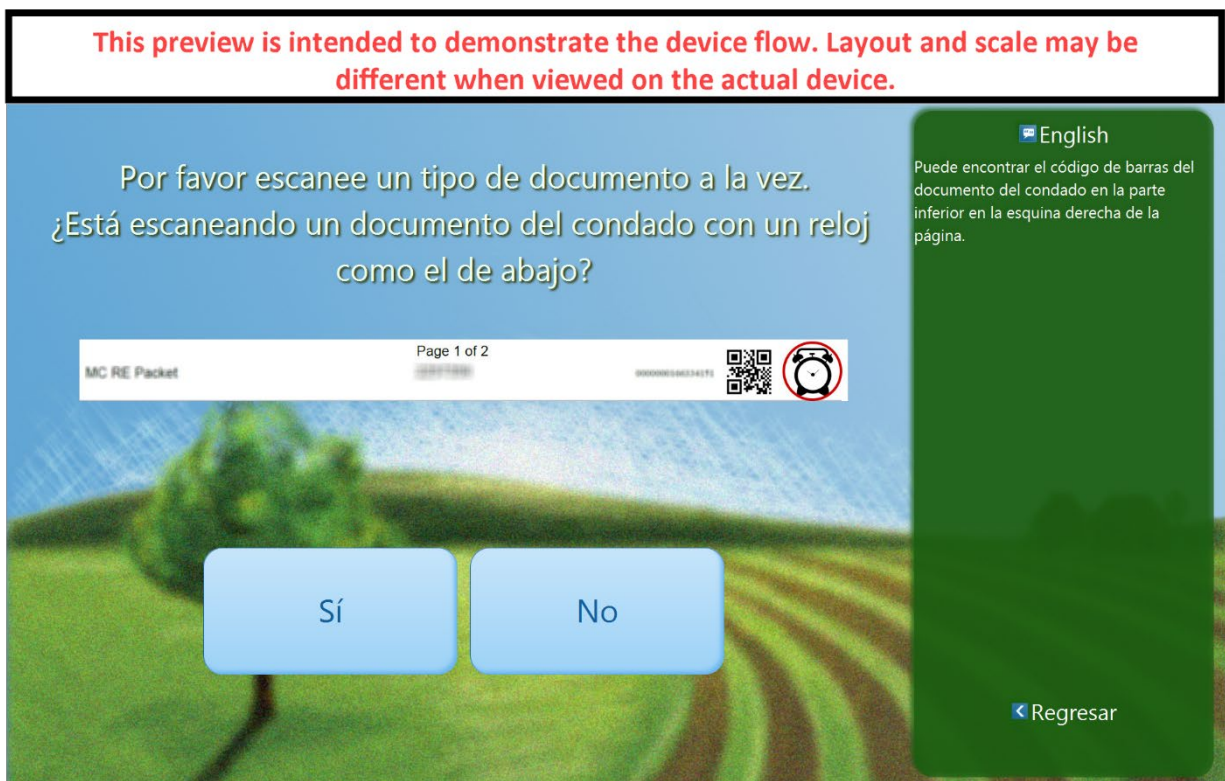 This preview is intended to demonstrate the device flow. Layout and scale may be
different when viewed on the actual device.
Por favor escanee un tipo de documento a la vez.
¿Está escaneando un documento del condado con un reloj
como el de abajo?
Page 1 of 2
MC RE Packet
Sí
No
English
Puede encontrar el código de barras del
documento del condado en la parte
inferior en la esquina derecha de la
página.
Regresar